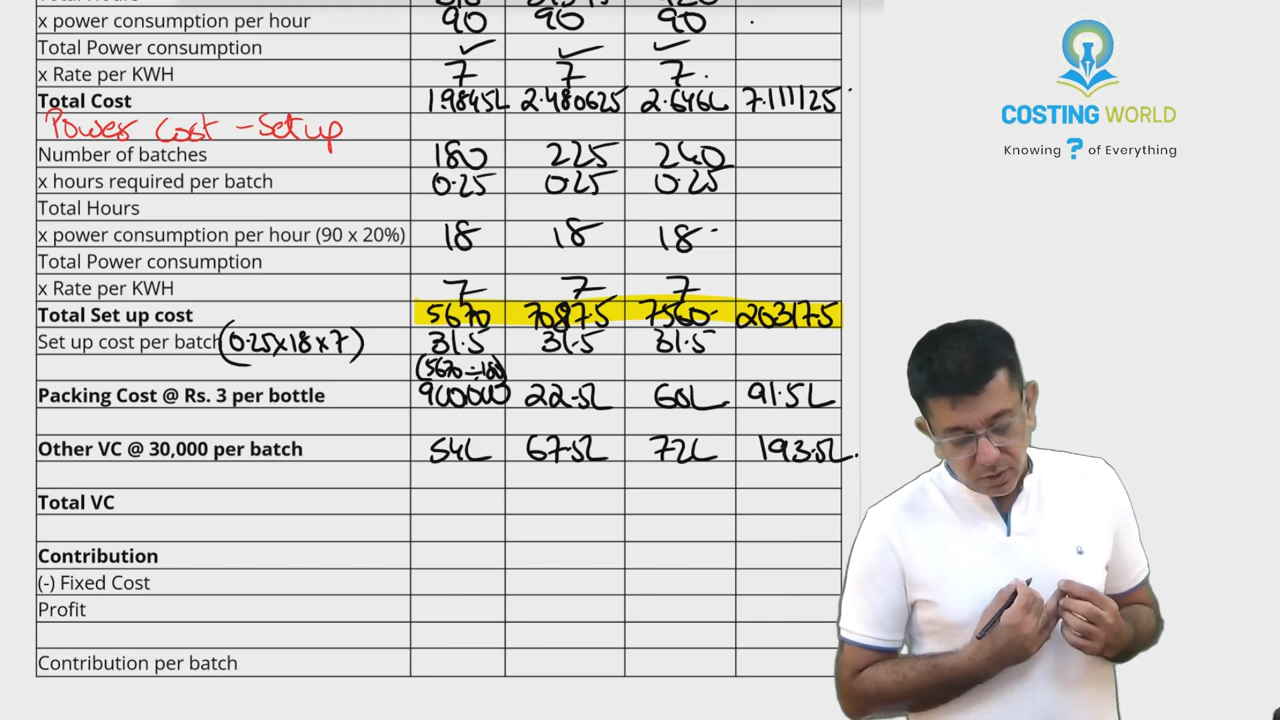 x power consumption per hour 90 90 90
Total Power consumption ✓ ✓ ✓
x Rate per KWH 7 7 7
Total Cost 1.9845L 2.480625 2.646L 7.111125
Power Cost - Setup
Number of batches 180 225 240
x hours required per batch 0.25 0.25 0.25
Total Hours
x power consumption per hour (90 x 20%) 18 18 18
Total Power consumption
x Rate per KWH 7 7 7
Total Set up cost 5670 7087.5 7560 20317.5
Set up cost per batch (0.25x18x7) 31.5 31.5 31.5
(5670÷180)
Packing Cost @ Rs. 3 per bottle 900000 22.5L 60L 91.5L
Other VC @ 30,000 per batch 54L 67.5L 72L 193.5L
Total VC
Contribution
(-) Fixed Cost
Profit
Contribution per batch
COSTING WORLD
Knowing ? of Everything